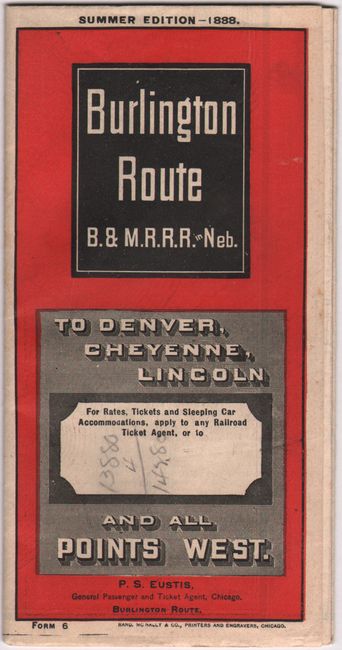 SUMMER EDITION-1888.
Burlington
Route
B. & M.R.R.R. in Neb.
TO DENVER,
CHEYENNE,
LINCOLN
For Rates, Tickets and Sleeping Car
Accommodations, apply to any Railroad
Ticket Agent, or to
13880
4
AND ALL
POINTS WEST.
P. S. EUSTIS,
General Passenger and Ticket Agent, Chicago.
BURLINGTON ROUTE.
FORM 6
RAND, MCNALLY & CO., PRINTERS AND ENGRAVERS, CHICAGO.